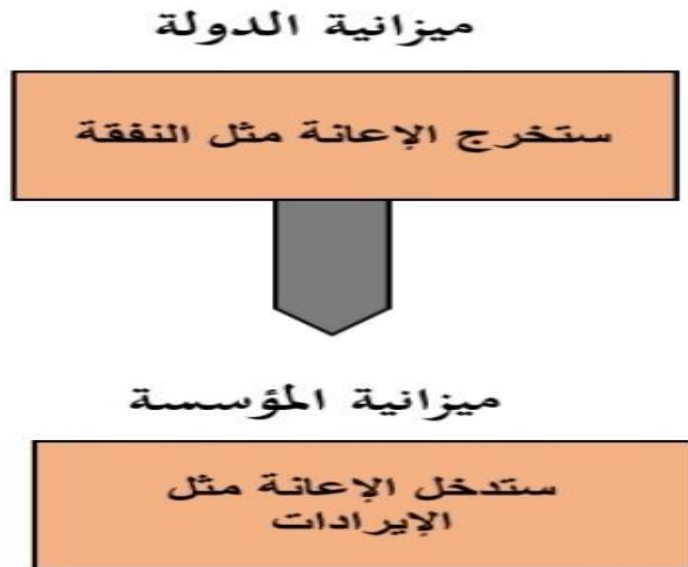 ميزانية الدولة
ستخرج الإعانة مثل النفقة
ميزانية المؤسسة
ستدخل الإعانة مثل
الإيرادات